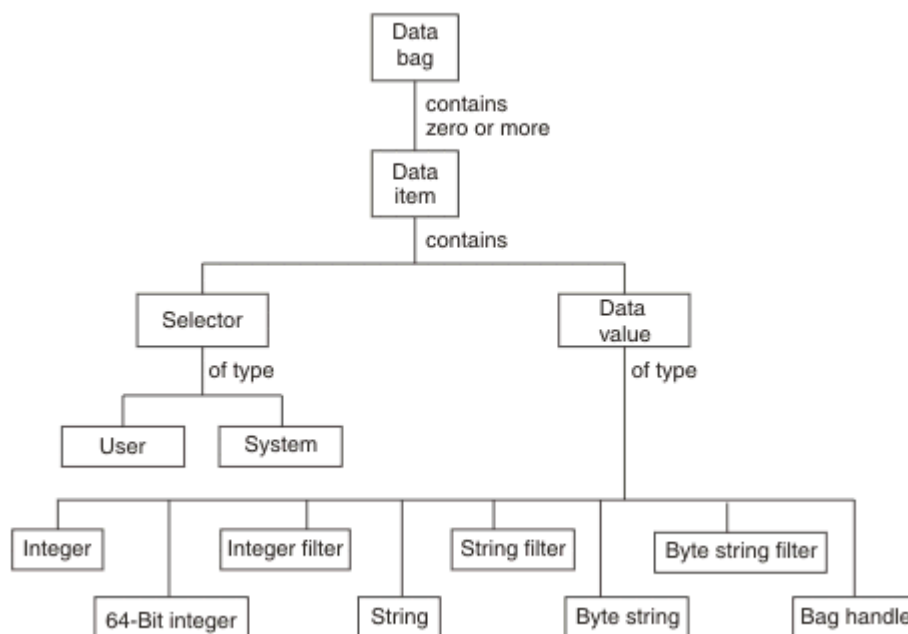 Data
bag
contains
zero or more
Data
item
contains
Selector
Data
value
of type
of type
User
System
Integer
Integer filter
String filter
Byte string filter
64-Bit integer
String
Byte string
Bag handle